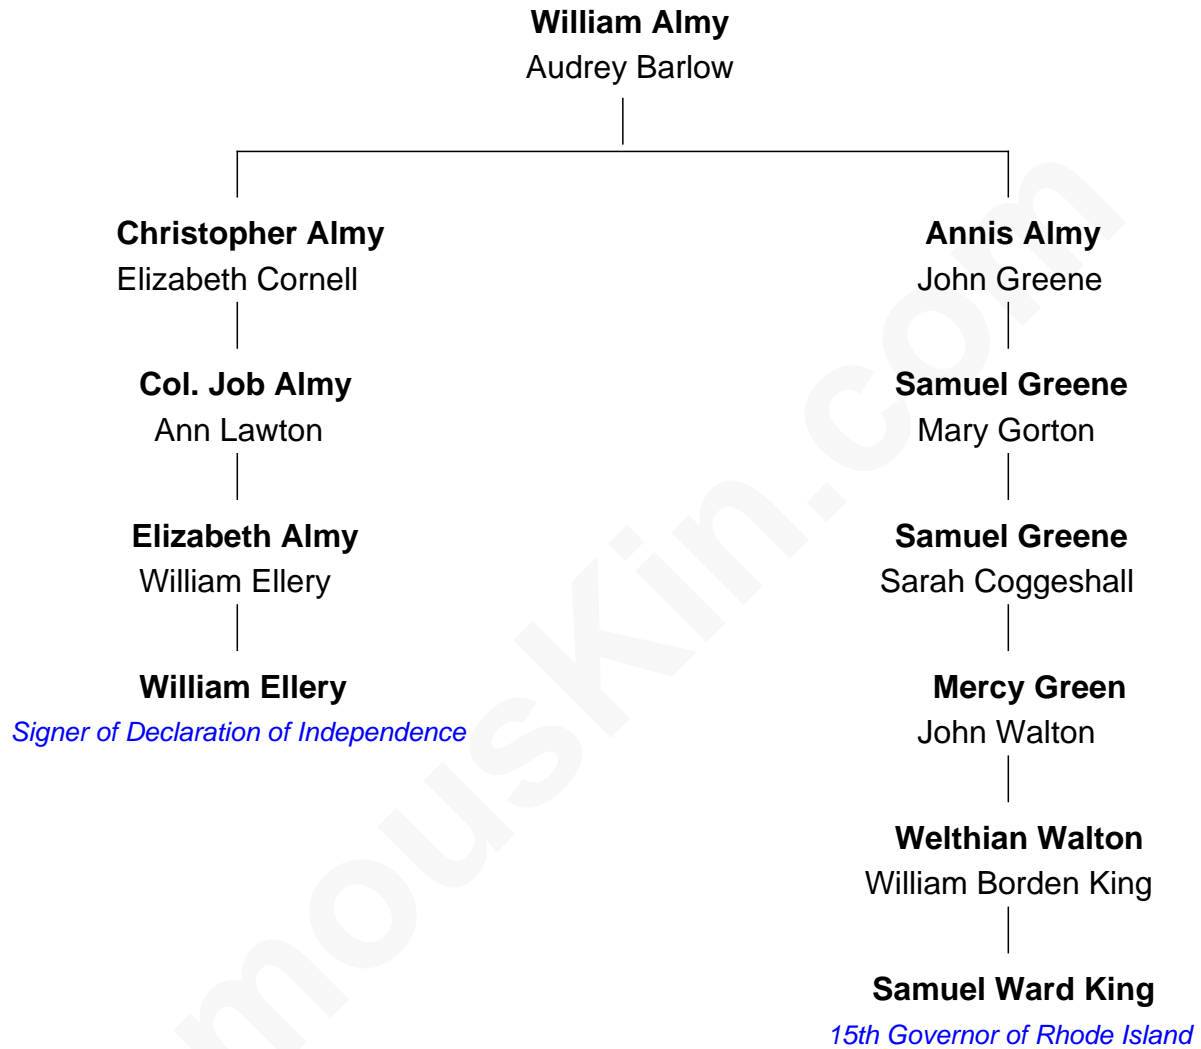 William Almy
Audrey Barlow
Christopher Almy
Elizabeth Cornell
Annis Almy
John Greene
Col. Job Almy
Ann Lawton
Samuel Greene
Mary Gorton
Elizabeth Almy
William Ellery
Samuel Greene
Sarah Coggeshall
William Ellery
Signer of Declaration of Independence
Mercy Green
John Walton
Welthian Walton
William Borden King
Samuel Ward King
15th Governor of Rhode Island
mouskin.com